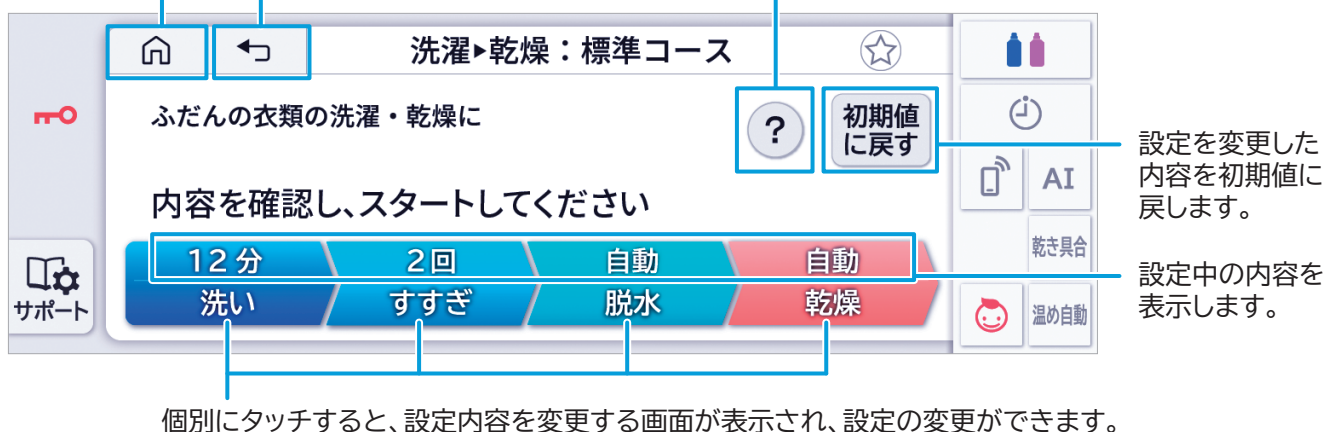 洗濯▶乾燥：標準コース
ふだんの衣類の洗濯・乾燥に
?
初期値
に戻す
設定を変更した
内容を初期値に
戻します。
AI
内容を確認し、スタートしてください
乾き具合
12分
2回
自動
自動
設定中の内容を
表示します。
サポート
洗い
すすぎ
脱水
乾燥
温め自動
個別にタッチすると、設定内容を変更する画面が表示され、設定の変更ができます。